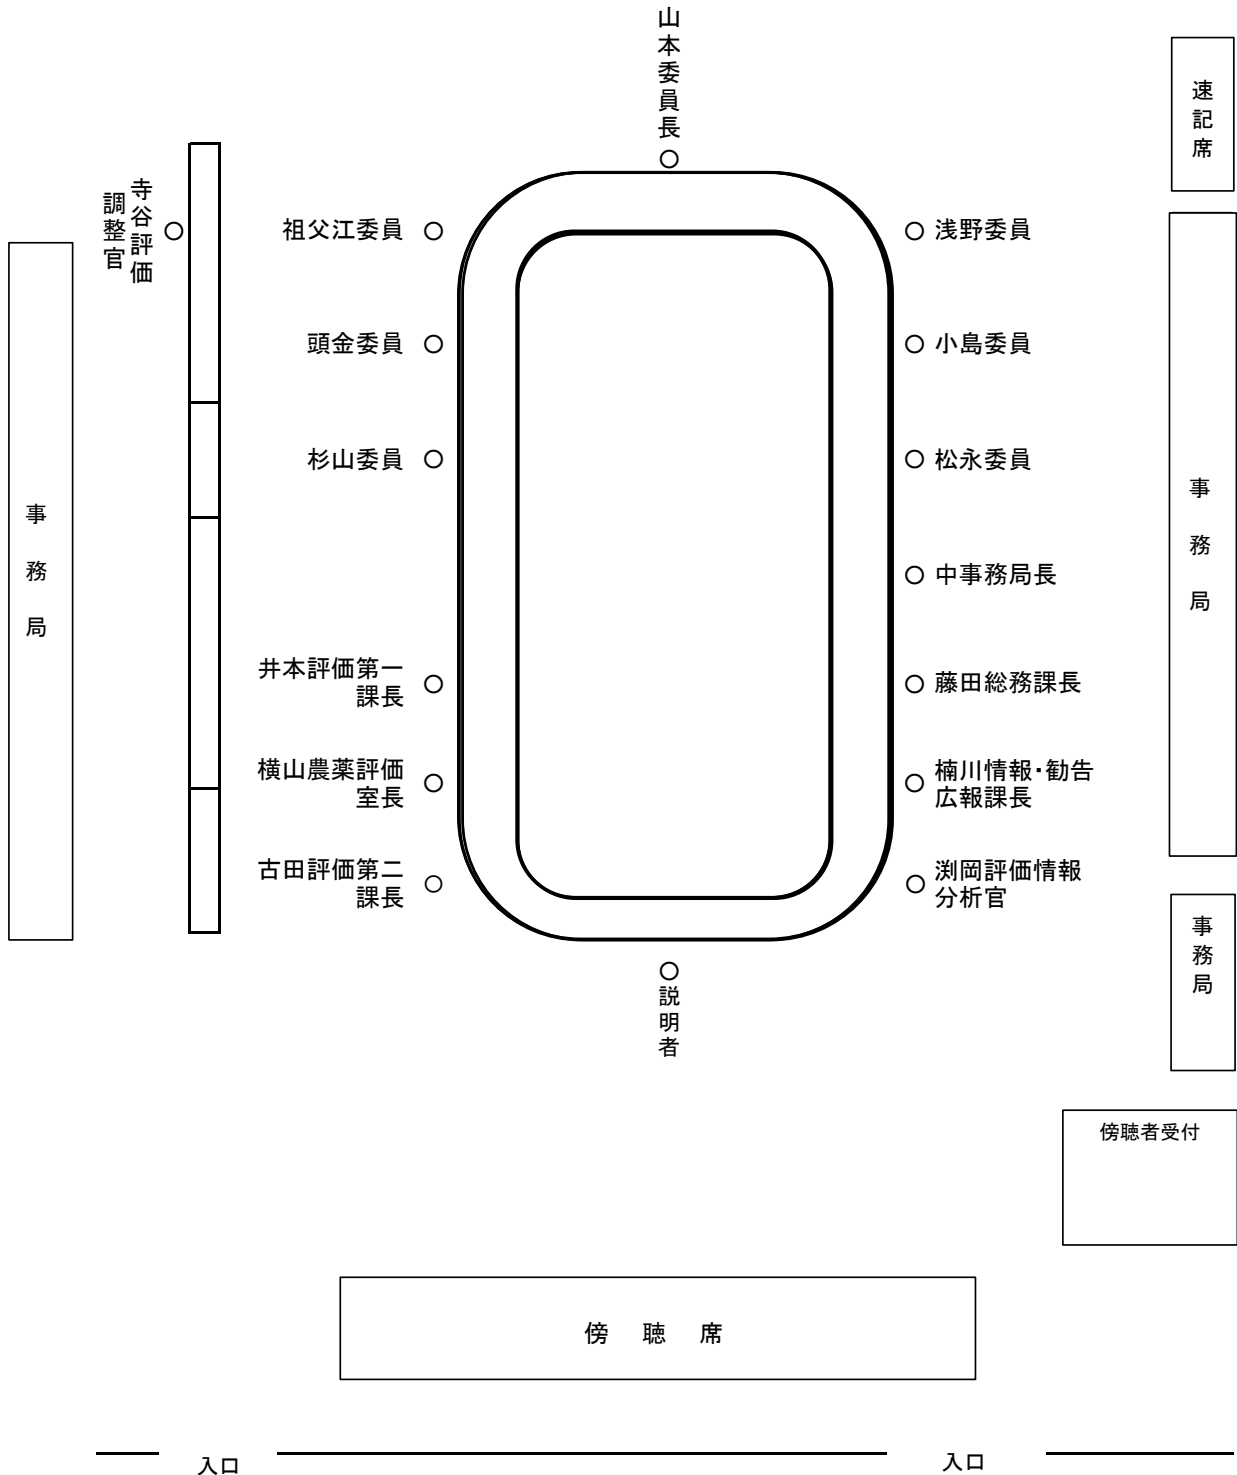 山本委員長
速記席
寺谷評価
調整官
祖父江委員
浅野委員
頭金委員
小島委員
杉山委員
松永委員
事務局
事務局
中事務局長
井本評価第一
課長
藤田総務課長
横山農薬評価
室長
楠川情報・勧告
広報課長
古田評価第二
課長
渕岡評価情報
分析官
事務局
説明者
傍聴者受付
傍聴席
入口
入口